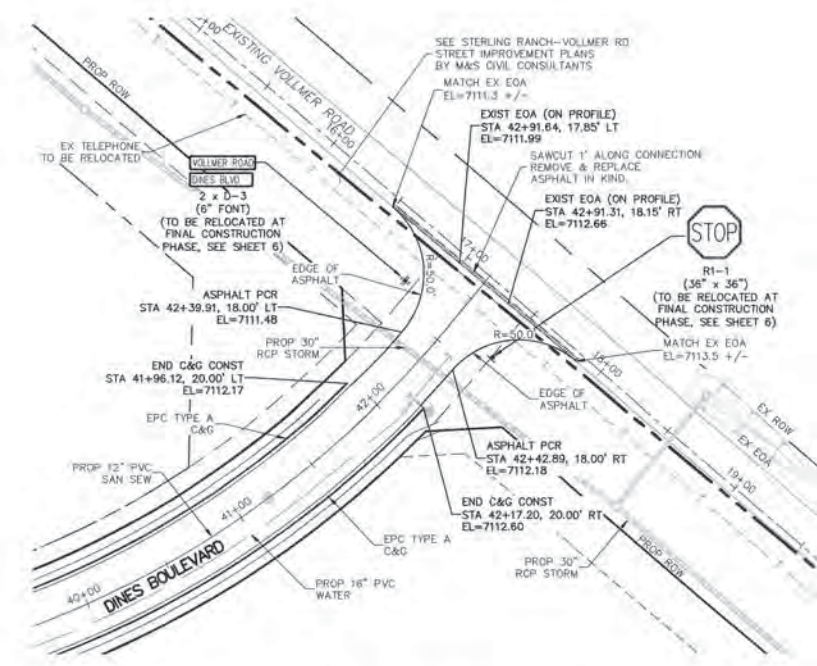 +00
EXISTING VOLLMER ROAD
16+00
SEE STERLING RANCH-VOLLMER RD
STREET IMPROVEMENT PLANS
BY M&S CIVIL CONSULTANTS
MATCH EX EOA
EL=7111.3 +/-
EXIST EOA (ON PROFILE)
STA 42+91.64, 17.85' LT
EL=7111.99
SAWCUT 1' ALONG CONNECTION
REMOVE & REPLACE
ASPHALT IN KIND.
EXIST EOA (ON PROFILE)
STA 42+91.31, 18.15' RT
EL=7112.66
PROP ROW
EX TELEPHONE
TO BE RELOCATED
VOLLMER ROAD
DINES BLVD
2 x D-3
(6" FONT)
(TO BE RELOCATED AT
FINAL CONSTRUCTION
PHASE, SEE SHEET 6)
STOP
R1-1
(36" x 36")
(TO BE RELOCATED AT
FINAL CONSTRUCTION
PHASE, SEE SHEET 6)
17+00
EDGE OF
ASPHALT
R=50.0'
ASPHALT PCR
STA 42+39.91, 18.00' LT
EL=7111.48
R=50.0'
MATCH EX EOA
EL=7113.5 +/-
18+00
PROP 30"
RCP STORM
END C&G CONST
STA 41+96.12, 20.00' LT
EL=7112.17
EDGE OF
ASPHALT
42+00
EX ROW
EX EOA
EPC TYPE A
C&G
ASPHALT PCR
STA 42+42.89, 18.00' RT
EL=7112.18
19+00
PROP 12" PVC
SAN SEW
END C&G CONST
STA 42+17.20, 20.00' RT
EL=7112.60
41+00
EPC TYPE A
C&G
PROP ROW
PROP 30"
RCP STORM
DINES BOULEVARD
PROP 16" PVC
WATER
40+00